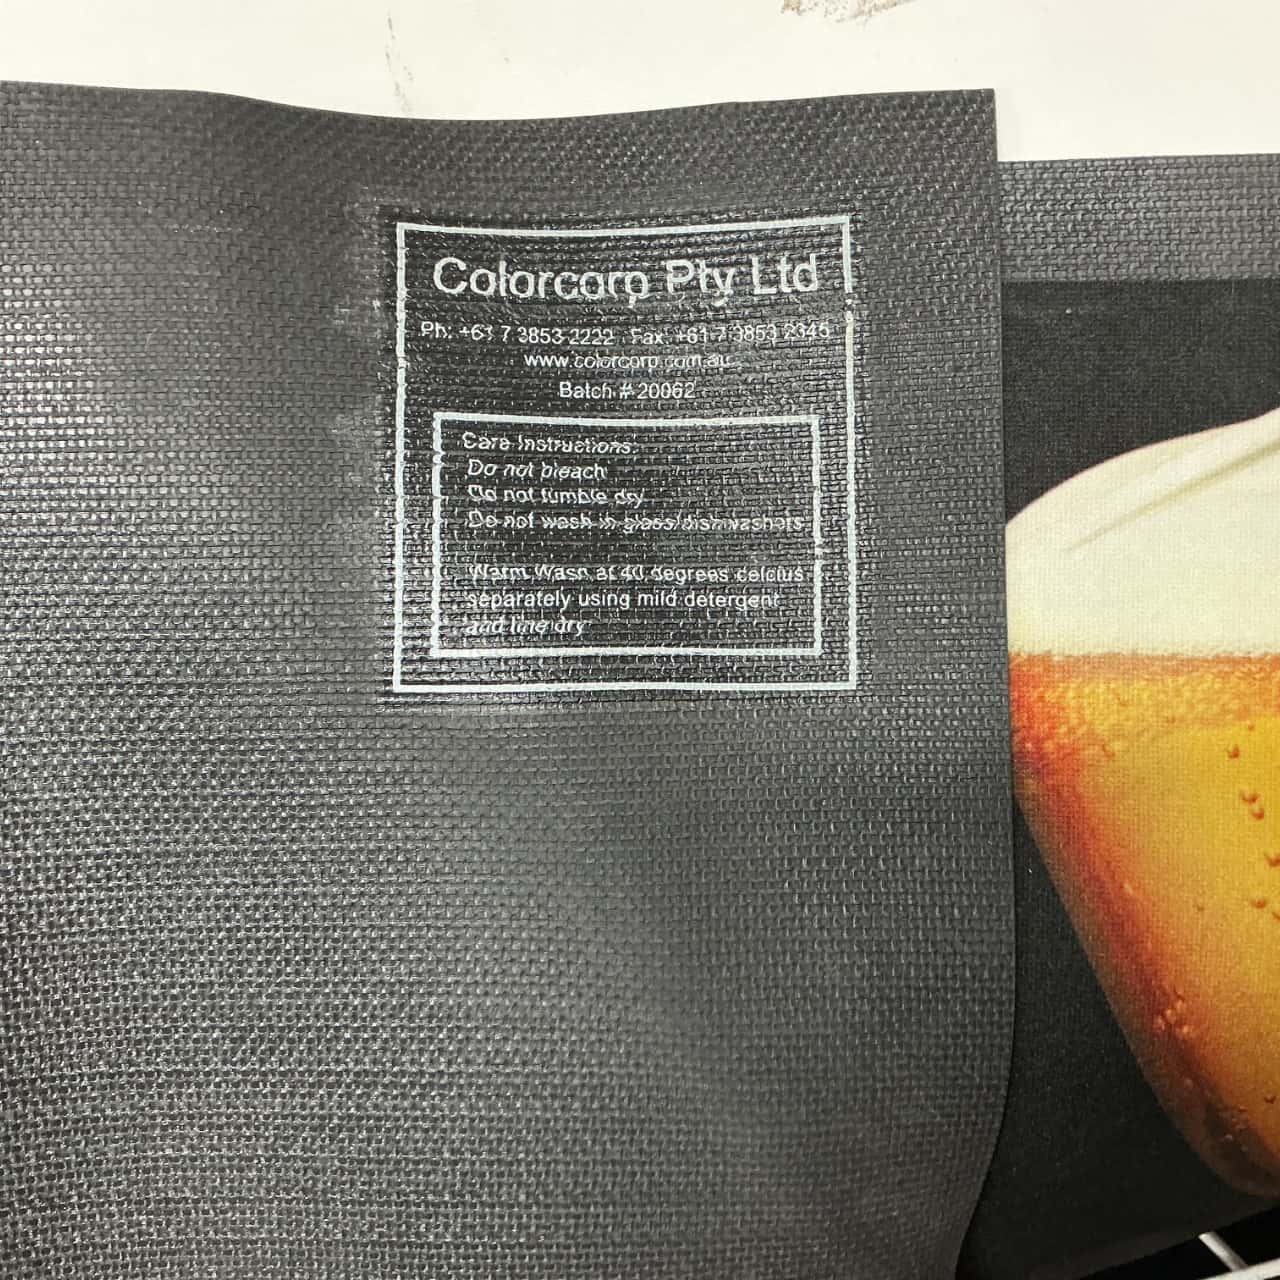 Colorcorp Pty Ltd
Ph: +61 7 3853 2222 Fax: +61 7 3853 2345
www.colorcorp.com.au
Batch # 20062
Care Instructions:
Do not bleach
Do not tumble dry
Do not wash in glass/dishwashers
Warm Wash at 40 degrees celcius
separately using mild detergent
and line dry